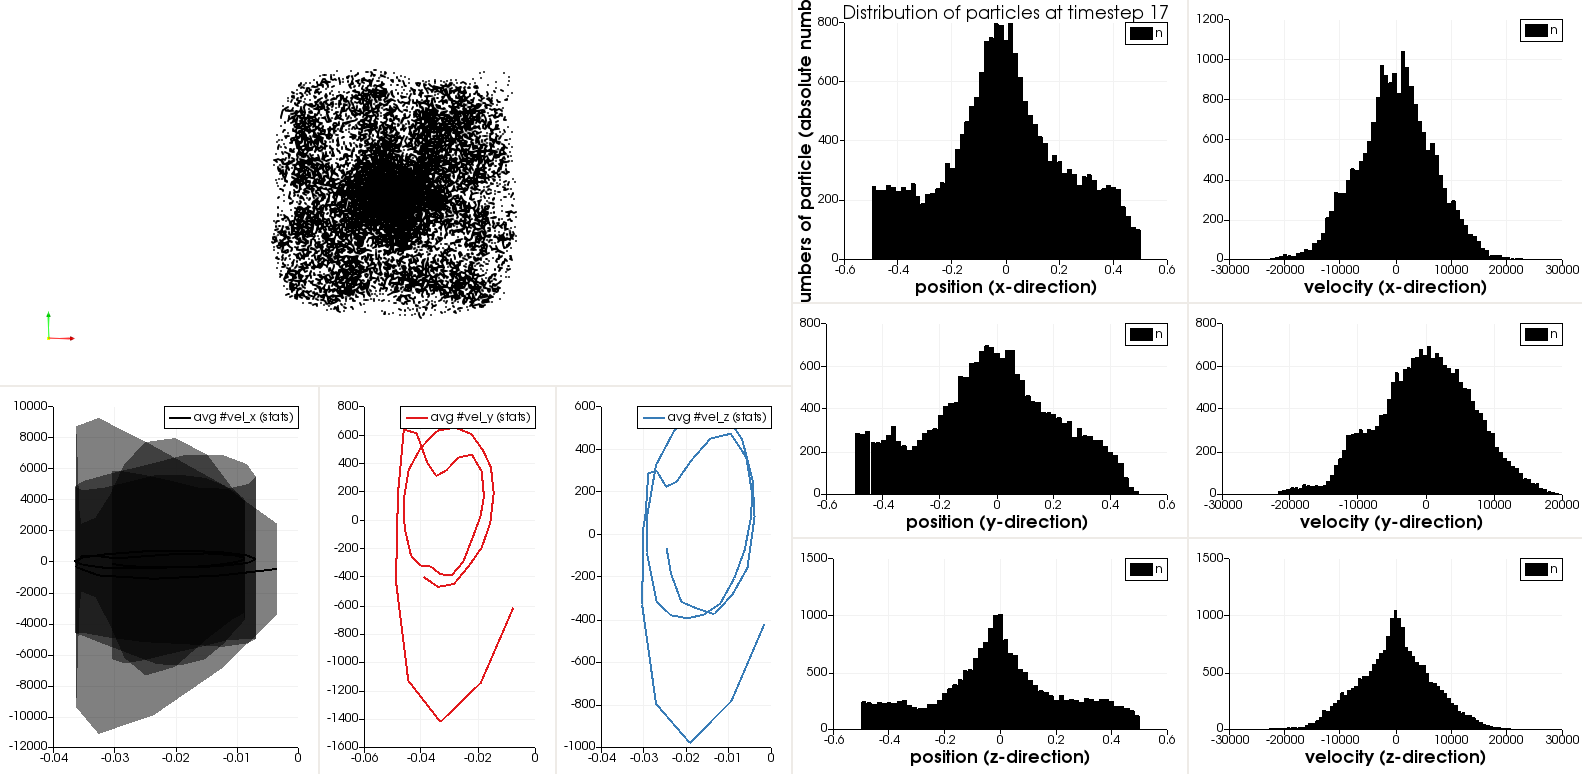 Distribution of particles at timestep 17
umbers of particle (absolute numb
n
800
600
400
200
0
-0.6 -0.4 -0.2 0 0.2 0.4 0.6
position (x-direction)
n
1200
1000
800
600
400
200
0
-30000 -20000 -10000 0 10000 20000 30000
velocity (x-direction)
n
800
600
400
200
0
-0.6 -0.4 -0.2 0 0.2 0.4 0.6
position (y-direction)
n
800
600
400
200
0
-30000 -20000 -10000 0 10000 20000
velocity (y-direction)
n
1500
1000
500
0
-0.6 -0.4 -0.2 0 0.2 0.4 0.6
position (z-direction)
n
1500
1000
500
0
-30000 -20000 -10000 0 10000 20000 30000
velocity (z-direction)
avg #vel_x (stats)
10000
8000
6000
4000
2000
0
-2000
-4000
-6000
-8000
-10000
-12000
-0.04 -0.03 -0.02 -0.01 0
avg #vel_y (stats)
800
600
400
200
0
-200
-400
-600
-800
-1000
-1200
-1400
-1600
-0.06 -0.04 -0.02 0
avg #vel_z (stats)
600
400
200
0
-200
-400
-600
-800
-1000
-0.04 -0.03 -0.02 -0.01 0